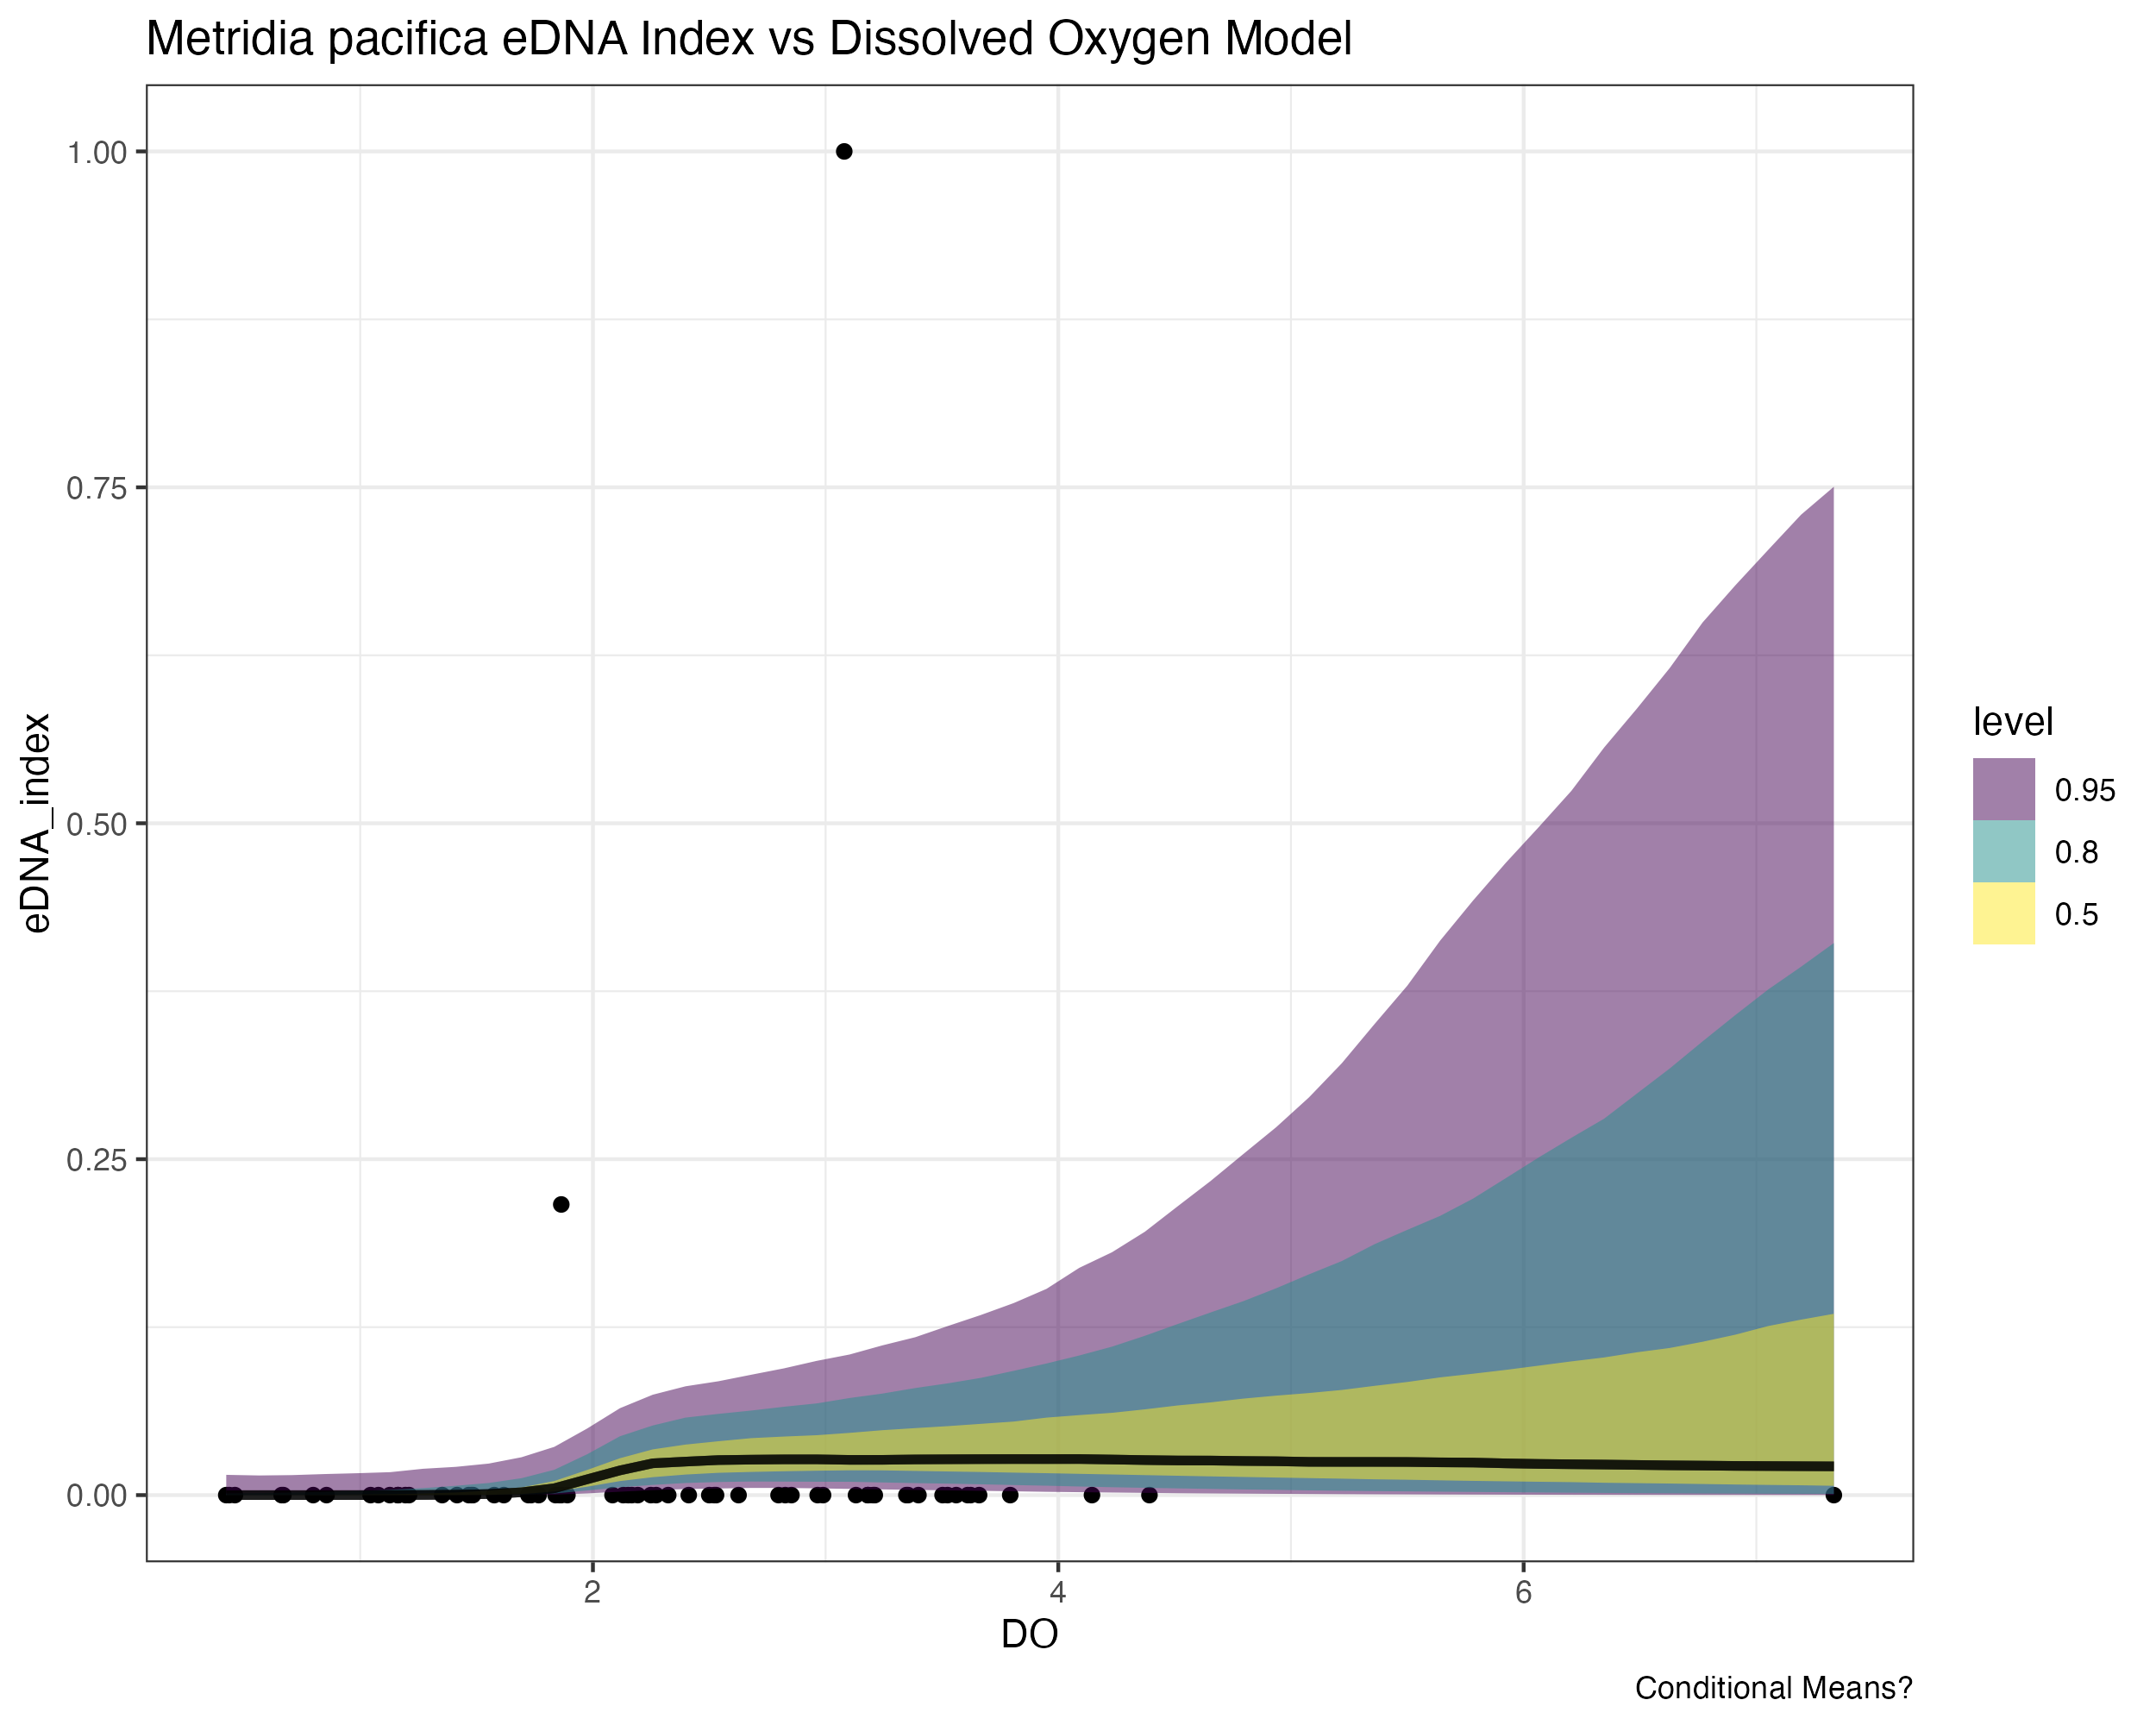 Metridia pacifica eDNA Index vs Dissolved Oxygen Model
1.00
0.75
0.50
0.25
0.00
eDNA_index
2
4
6
DO
level
0.95
0.8
0.5
Conditional Means?